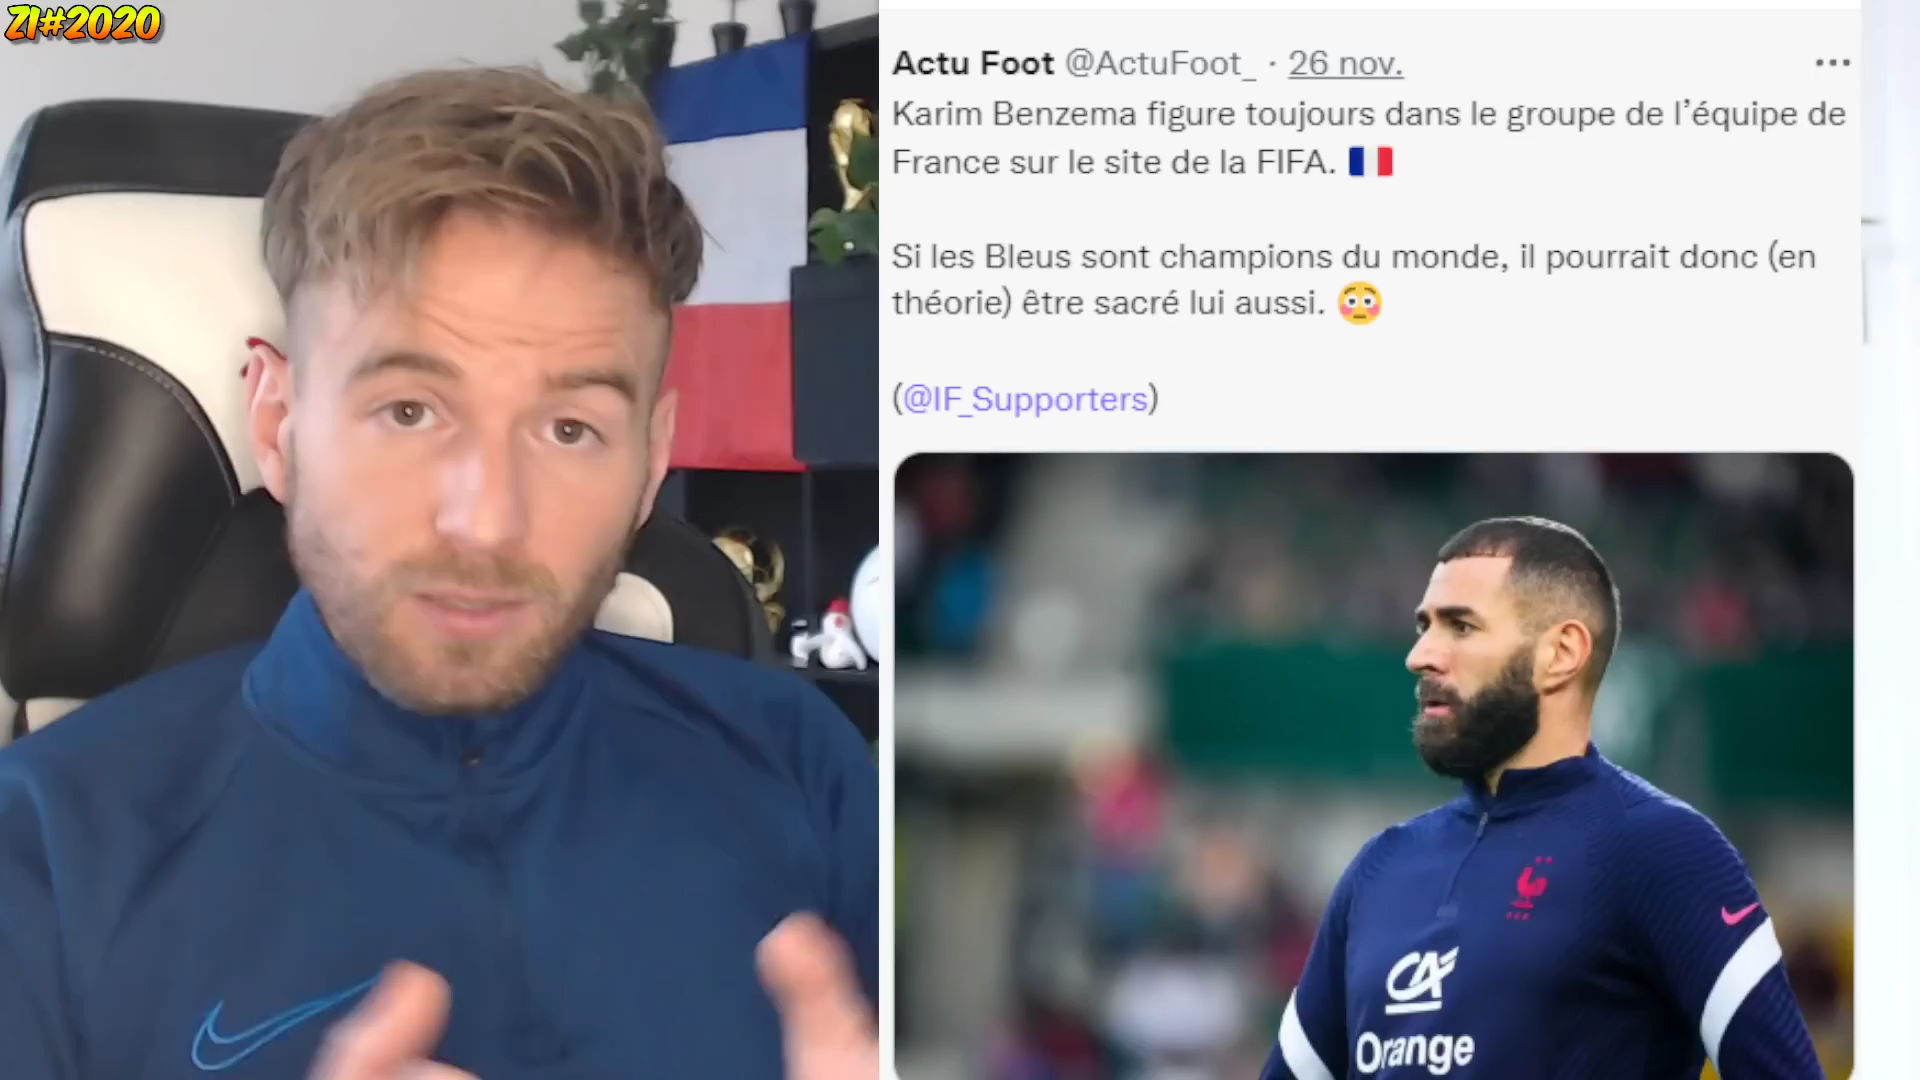 ZI#2020
Actu Foot @ActuFoot_ · 26 nov.
Karim Benzema figure toujours dans le groupe de l’équipe de
France sur le site de la FIFA.
Si les Bleus sont champions du monde, il pourrait donc (en
théorie) être sacré lui aussi.
(@IF_Supporters)
CA
Orange